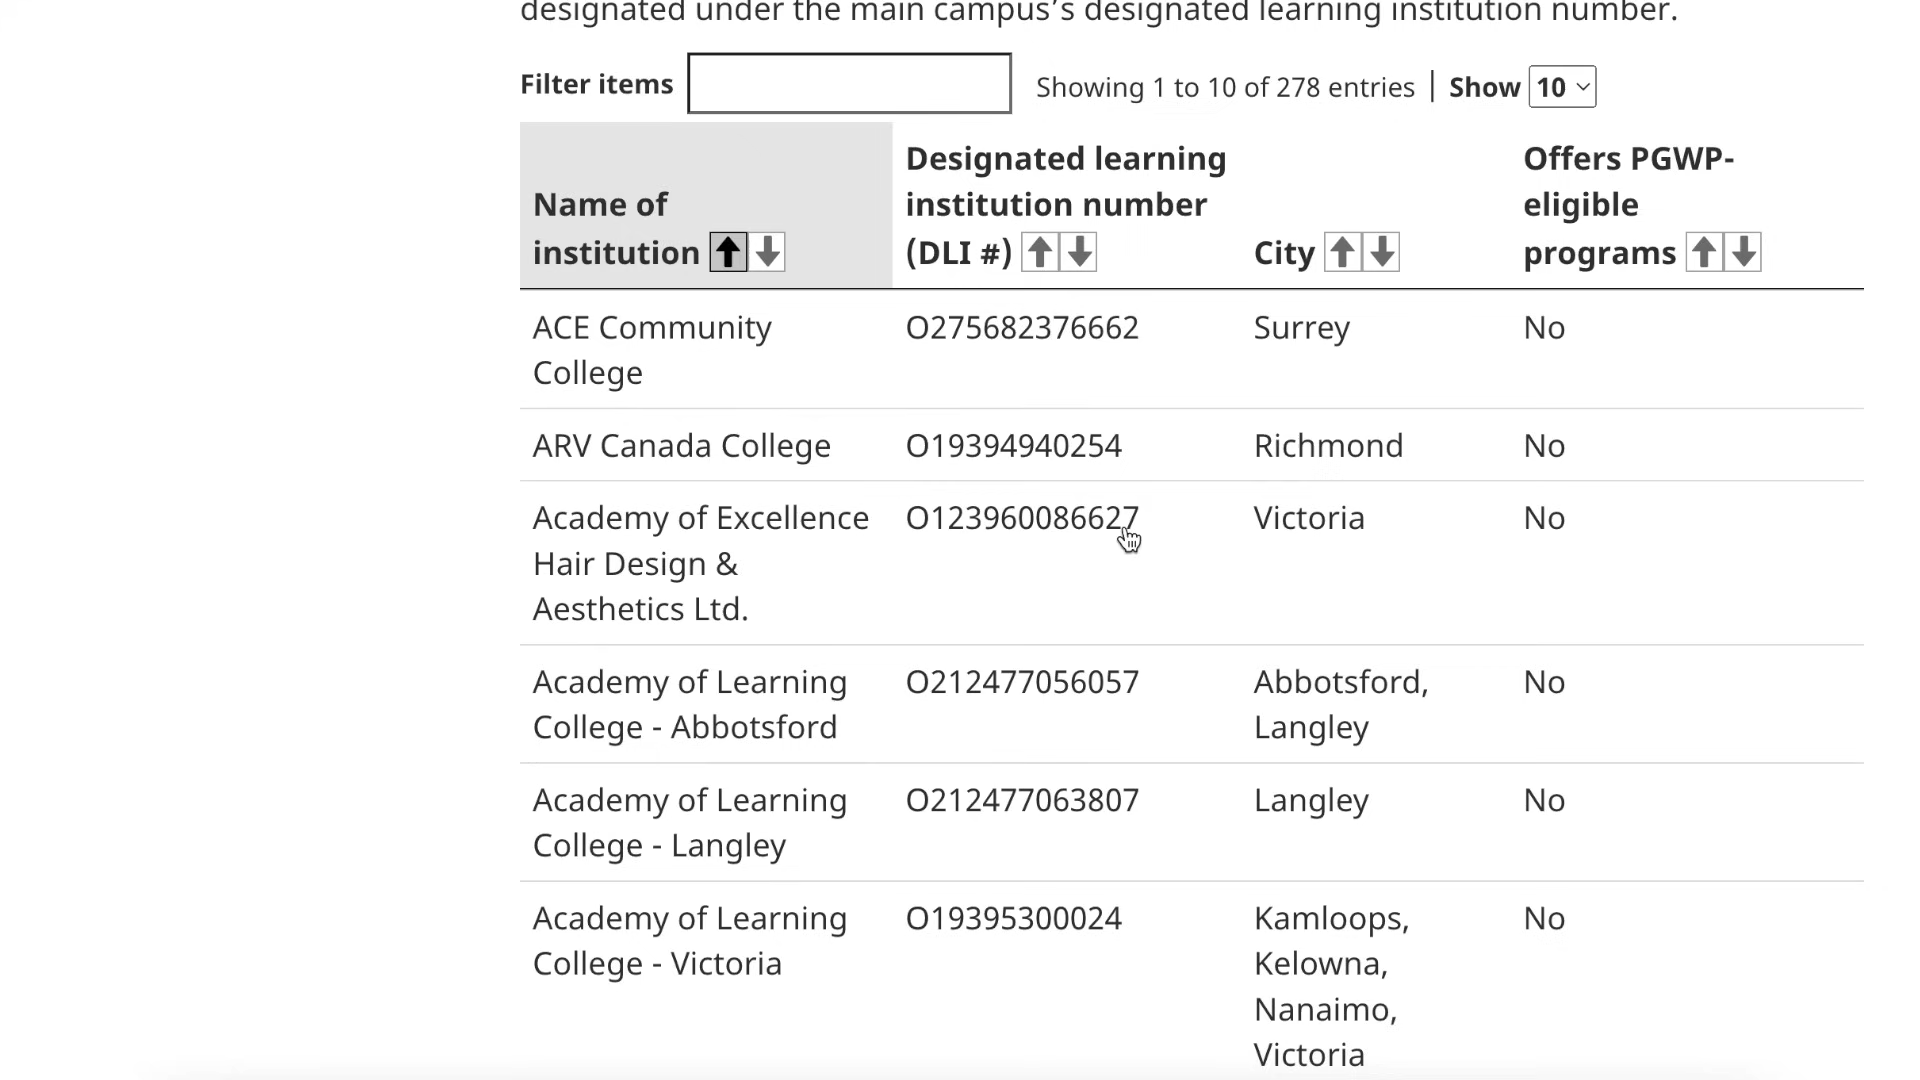 designated under the main campus’s designated learning institution number.
Filter items Showing 1 to 10 of 278 entries | Show 10
Name of institution
Designated learning institution number (DLI #)
City
Offers PGWP-eligible programs
ACE Community College O275682376662 Surrey No
ARV Canada College O19394940254 Richmond No
Academy of Excellence Hair Design & Aesthetics Ltd. O123960086627 Victoria No
Academy of Learning College - Abbotsford O212477056057 Abbotsford, Langley No
Academy of Learning College - Langley O212477063807 Langley No
Academy of Learning College - Victoria O19395300024 Kamloops, Kelowna, Nanaimo, Victoria No